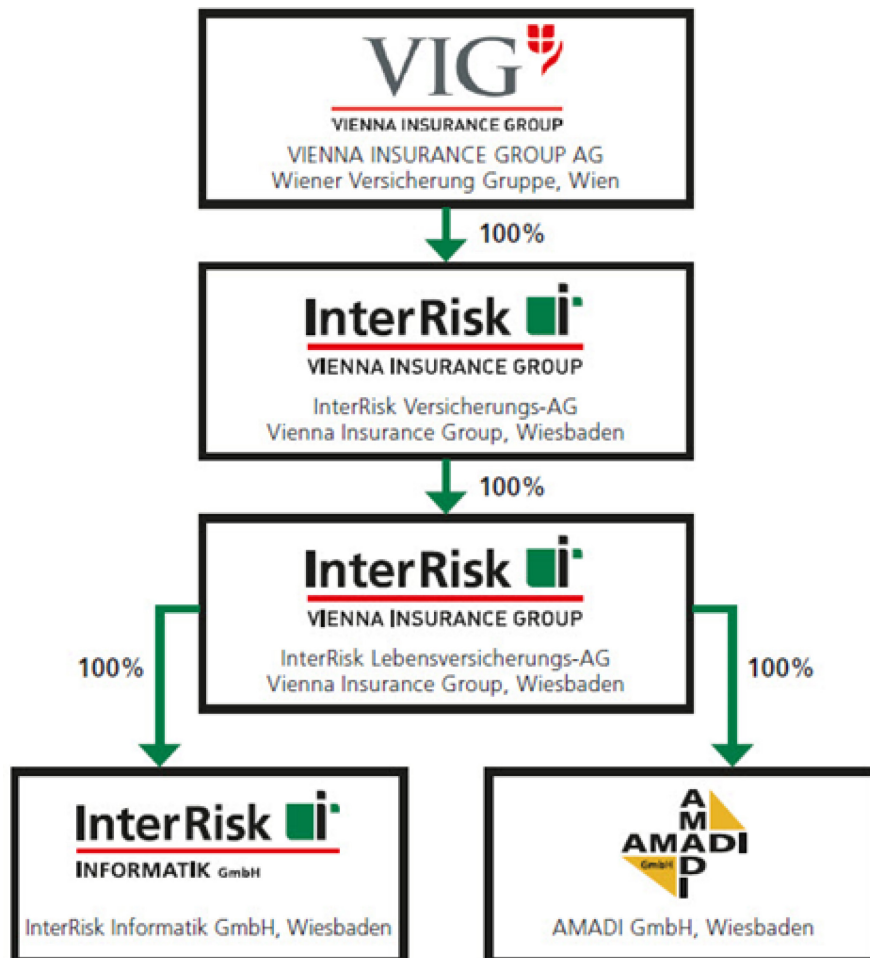 VIG
VIENNA INSURANCE GROUP
VIENNA INSURANCE GROUP AG
Wiener Versicherung Gruppe, Wien
100%
InterRisk
VIENNA INSURANCE GROUP
InterRisk Versicherungs-AG
Vienna Insurance Group, Wiesbaden
100%
InterRisk
VIENNA INSURANCE GROUP
InterRisk Lebensversicherungs-AG
Vienna Insurance Group, Wiesbaden
100%
100%
InterRisk
INFORMATIK GmbH
InterRisk Informatik GmbH, Wiesbaden
AMADI
AMADI
GmbH
AMADI GmbH, Wiesbaden